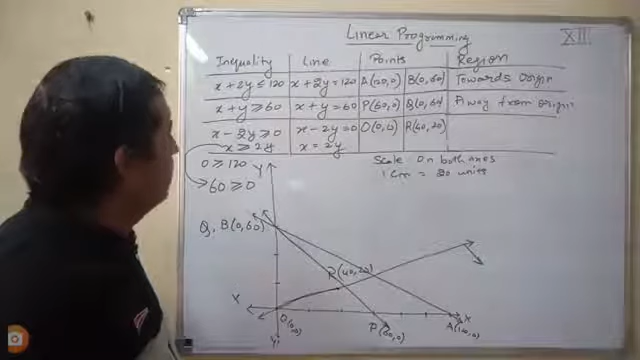 Linear Programming
XII
Inequality Line Points Region
x + 2y ≤ 120 x + 2y = 120 A(120,0) B(0,60) Towards Origin
x + y ≥ 60 x + y = 60 P(60,0) Q(0,60) Away from Origin
x - 2y ≥ 0 x - 2y = 0 O(0,0) R(40,20)
x ≥ 2y x = 2y
0 ≥ 120 Scale on both axes
60 ≥ 0 1 cm = 20 units
Y
Q, B(0,60)
R(40,20)
X O(0,0) P(60,0) A(120,0) X
Y'